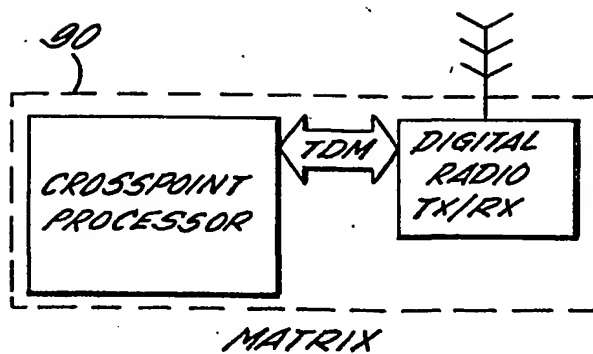 90
CROSSPOINT
PROCESSOR
TDM
DIGITAL
RADIO
TX/RX
MATRIX